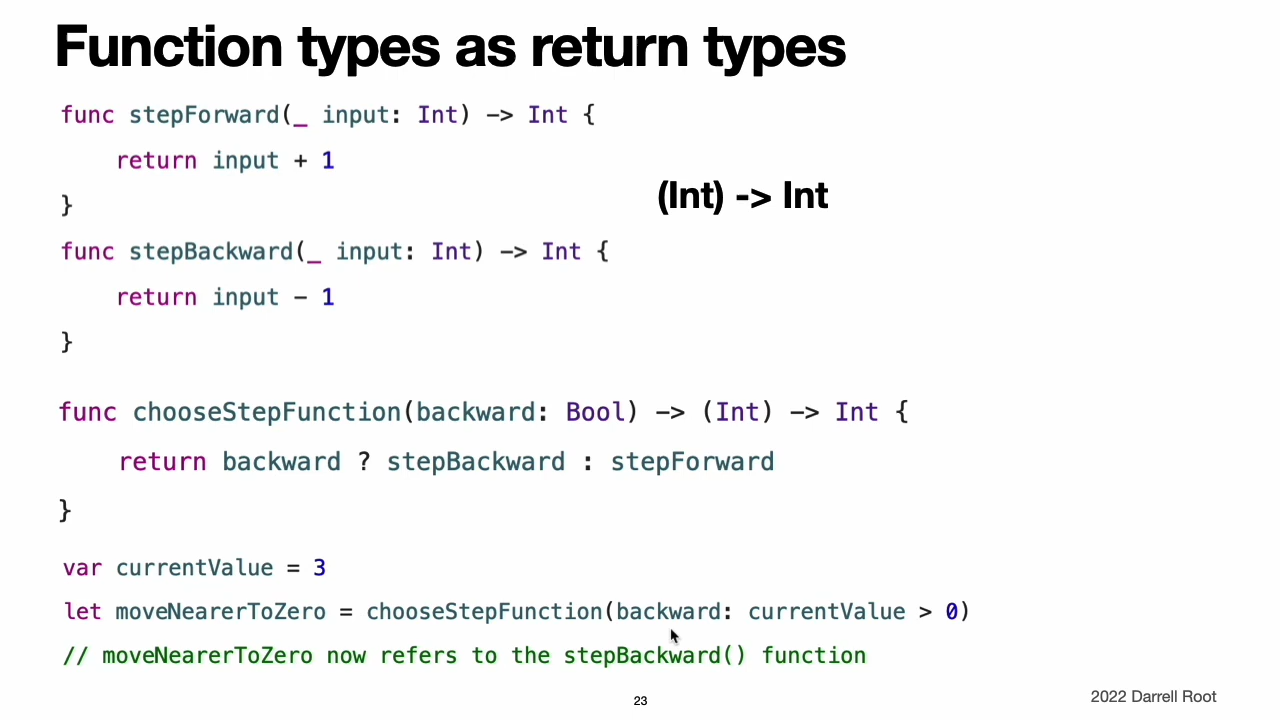 Function types as return types
func stepForward(_ input: Int) -> Int {
    return input + 1
}
(Int) -> Int
func stepBackward(_ input: Int) -> Int {
    return input - 1
}
func chooseStepFunction(backward: Bool) -> (Int) -> Int {
    return backward ? stepBackward : stepForward
}
var currentValue = 3
let moveNearerToZero = chooseStepFunction(backward: currentValue > 0)
// moveNearerToZero now refers to the stepBackward() function
23
2022 Darrell Root